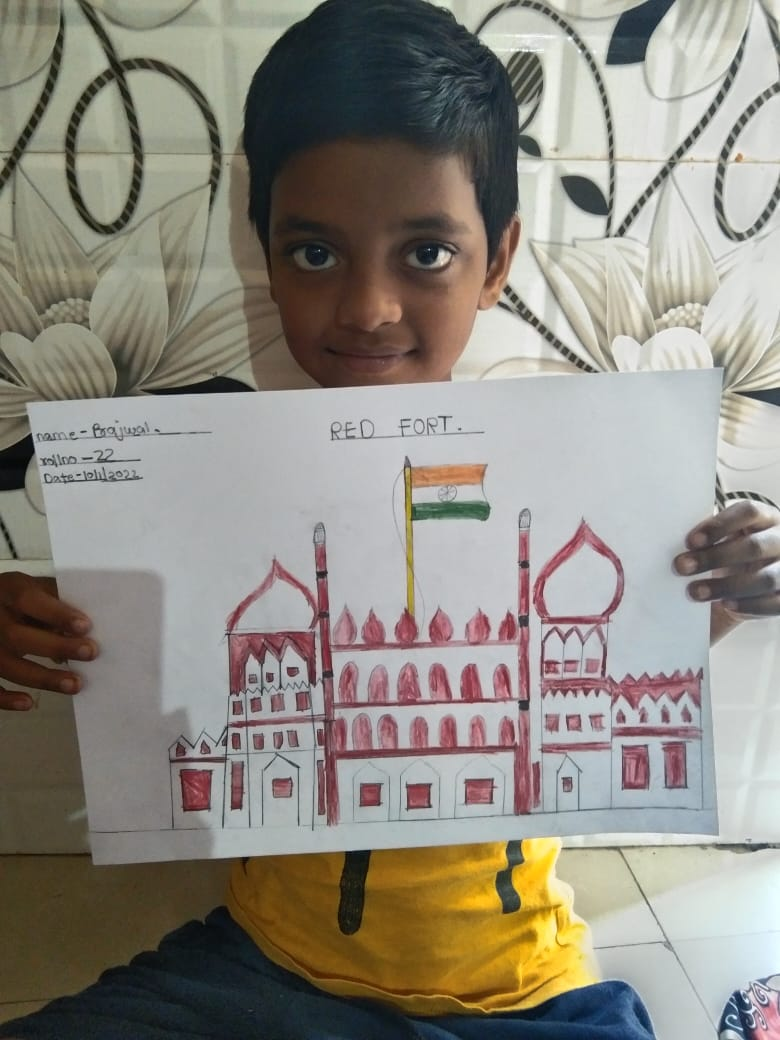 name - Prajwal.
RED FORT.
rollno - 22
Date - 10/1/2022